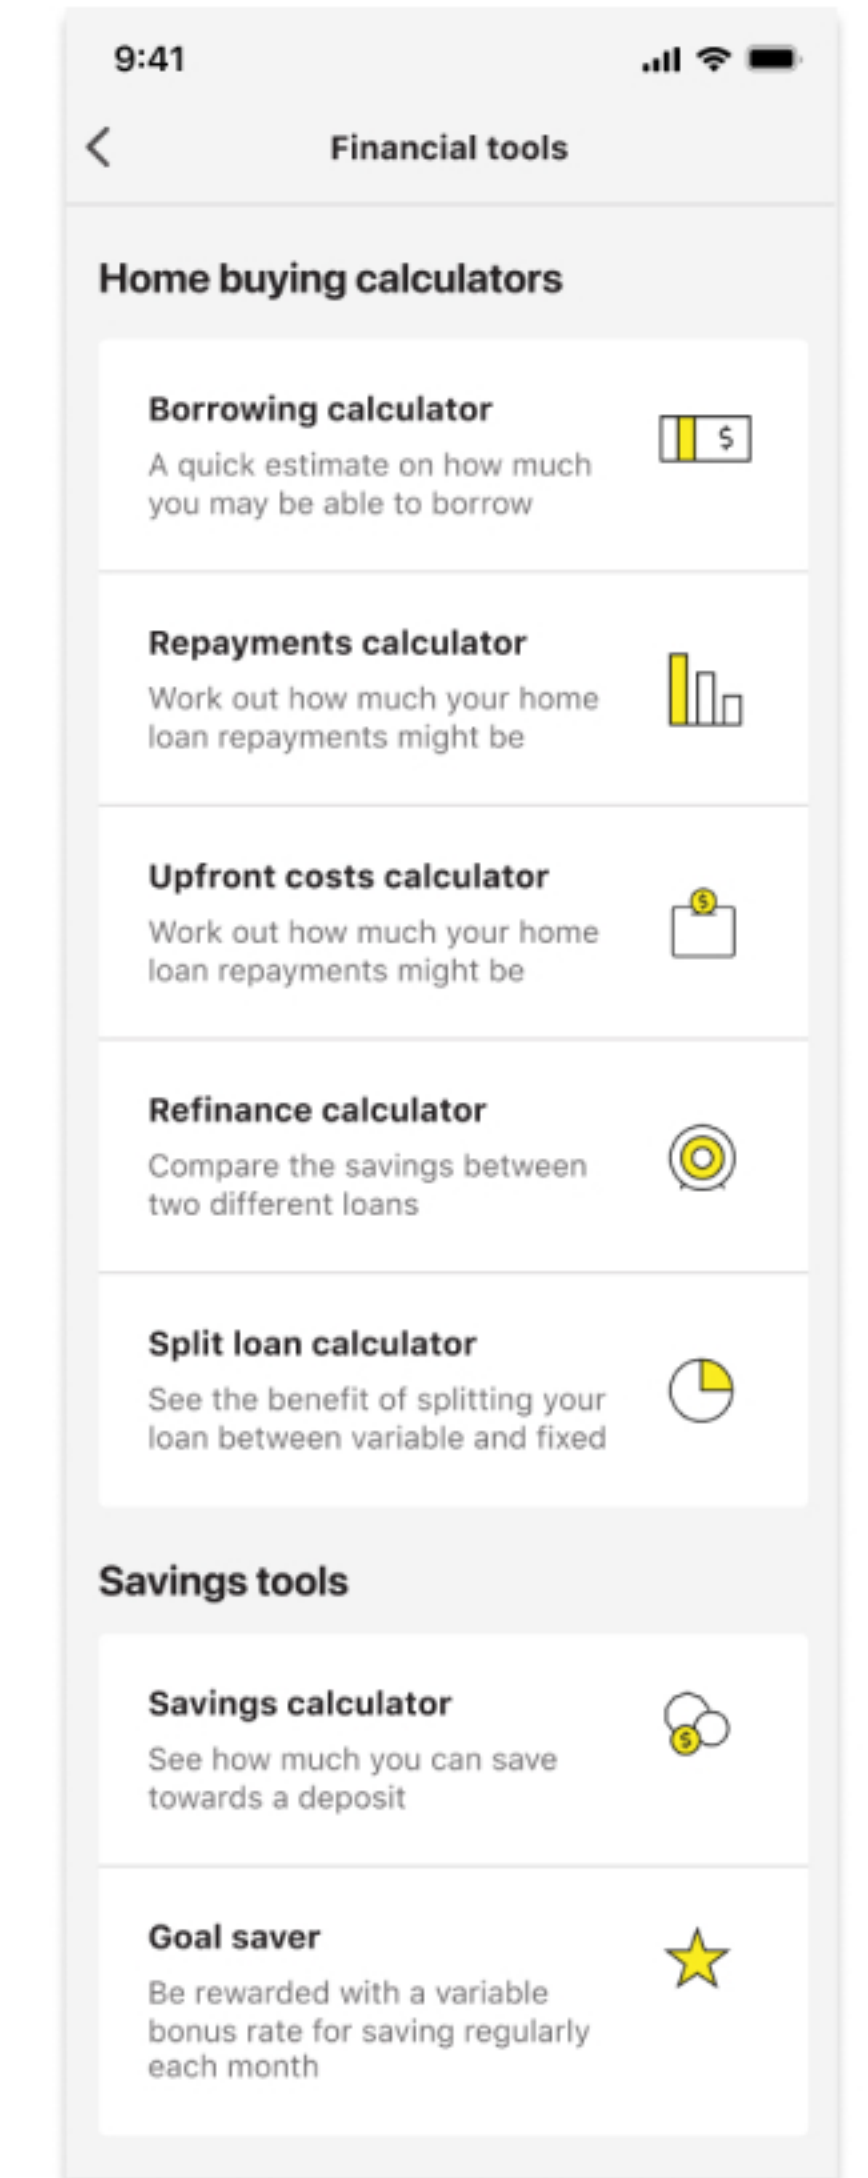 9:41
Financial tools
Home buying calculators
Borrowing calculator
$
A quick estimate on how much
you may be able to borrow
Repayments calculator
Work out how much your home
loan repayments might be
Upfront costs calculator
$
Work out how much your home
loan repayments might be
Refinance calculator
Compare the savings between
two different loans
Split loan calculator
See the benefit of splitting your
loan between variable and fixed
Savings tools
Savings calculator
$
See how much you can save
towards a deposit
Goal saver
Be rewarded with a variable
bonus rate for saving regularly
each month